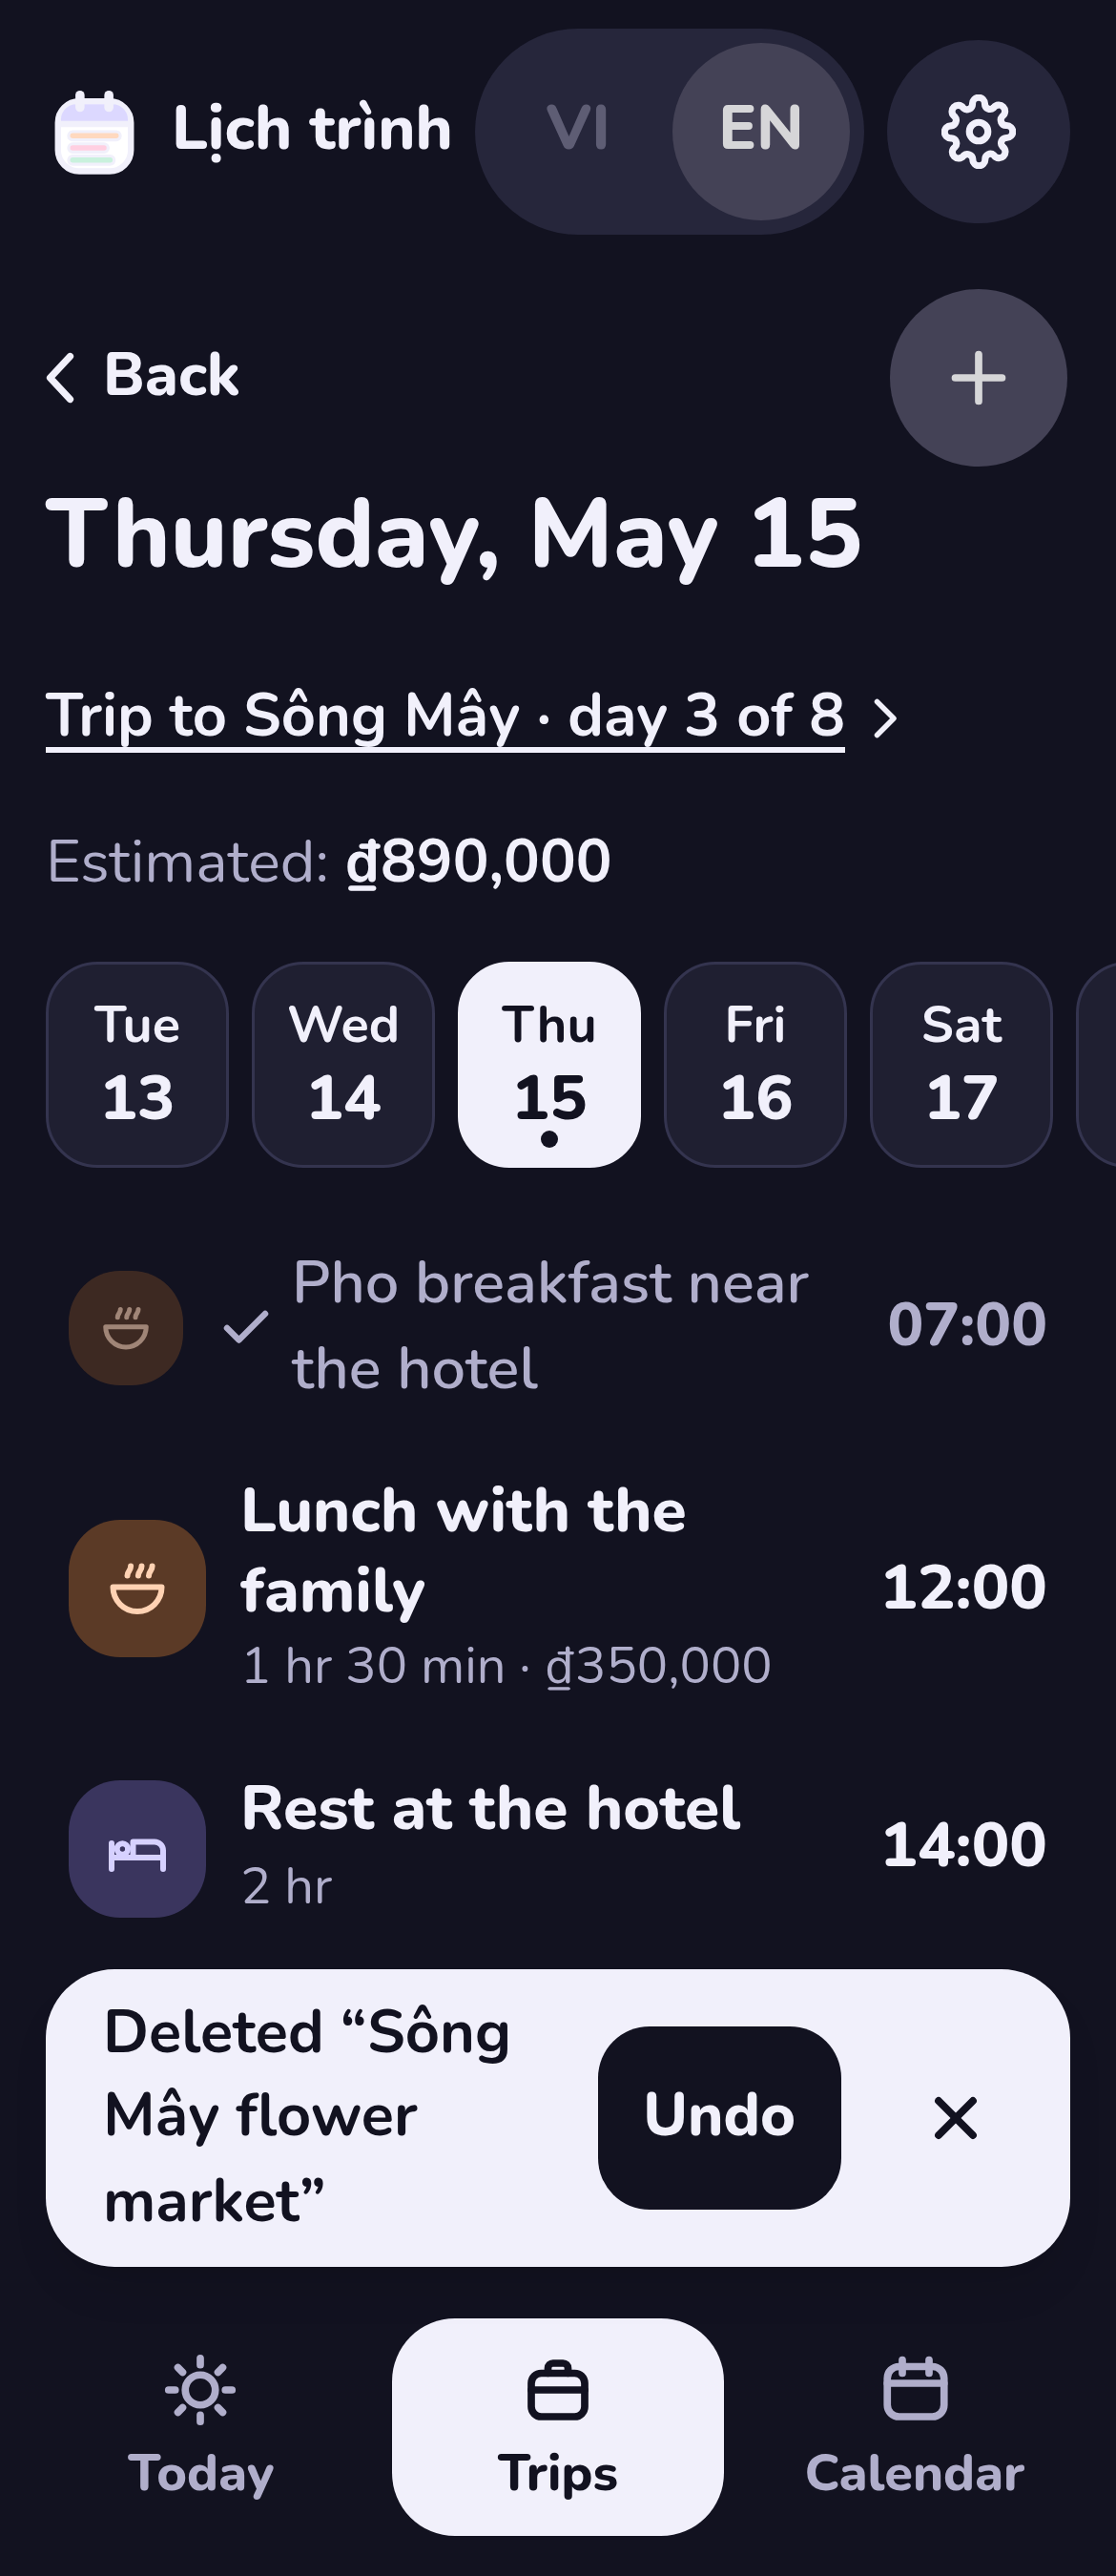 Lịch trình
VI
EN
Back
Thursday, May 15
Trip to Sông Mây · day 3 of 8
Estimated: ₫890,000
Tue
13
Wed
14
Thu
15
Fri
16
Sat
17
Pho breakfast near
the hotel
07:00
Lunch with the
family
1 hr 30 min · ₫350,000
12:00
Rest at the hotel
2 hr
14:00
Deleted “Sông
Mây flower
market”
Undo
Today
Trips
Calendar